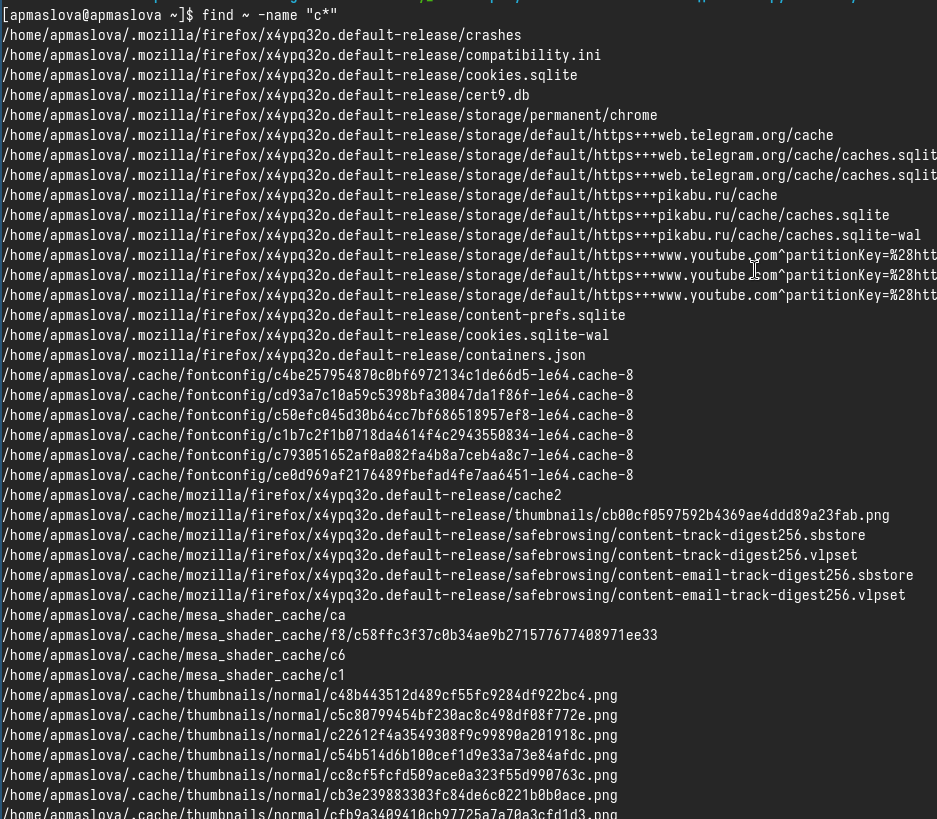 [apmaslova@apmaslova ~]$ find ~ -name "c*"
/home/apmaslova/.mozilla/firefox/x4ypq32o.default-release/crashes
/home/apmaslova/.mozilla/firefox/x4ypq32o.default-release/compatibility.ini
/home/apmaslova/.mozilla/firefox/x4ypq32o.default-release/cookies.sqlite
/home/apmaslova/.mozilla/firefox/x4ypq32o.default-release/cert9.db
/home/apmaslova/.mozilla/firefox/x4ypq32o.default-release/storage/permanent/chrome
/home/apmaslova/.mozilla/firefox/x4ypq32o.default-release/storage/default/https+++web.telegram.org/cache
/home/apmaslova/.mozilla/firefox/x4ypq32o.default-release/storage/default/https+++web.telegram.org/cache/caches.sqlit
/home/apmaslova/.mozilla/firefox/x4ypq32o.default-release/storage/default/https+++web.telegram.org/cache/caches.sqlit
/home/apmaslova/.mozilla/firefox/x4ypq32o.default-release/storage/default/https+++pikabu.ru/cache
/home/apmaslova/.mozilla/firefox/x4ypq32o.default-release/storage/default/https+++pikabu.ru/cache/caches.sqlite
/home/apmaslova/.mozilla/firefox/x4ypq32o.default-release/storage/default/https+++pikabu.ru/cache/caches.sqlite-wal
/home/apmaslova/.mozilla/firefox/x4ypq32o.default-release/storage/default/https+++www.youtube.com^partitionKey=%28htt
/home/apmaslova/.mozilla/firefox/x4ypq32o.default-release/storage/default/https+++www.youtube.com^partitionKey=%28htt
/home/apmaslova/.mozilla/firefox/x4ypq32o.default-release/storage/default/https+++www.youtube.com^partitionKey=%28htt
/home/apmaslova/.mozilla/firefox/x4ypq32o.default-release/content-prefs.sqlite
/home/apmaslova/.mozilla/firefox/x4ypq32o.default-release/cookies.sqlite-wal
/home/apmaslova/.mozilla/firefox/x4ypq32o.default-release/containers.json
/home/apmaslova/.cache/fontconfig/c4be257954870c0bf6972134c1de66d5-le64.cache-8
/home/apmaslova/.cache/fontconfig/cd93a7c10a59c5398bfa30047da1f86f-le64.cache-8
/home/apmaslova/.cache/fontconfig/c50efc045d30b64cc7bf686518957ef8-le64.cache-8
/home/apmaslova/.cache/fontconfig/c1b7c2f1b0718da4614f4c2943550834-le64.cache-8
/home/apmaslova/.cache/fontconfig/c793051652af0a082fa4b8a7ceb4a8c7-le64.cache-8
/home/apmaslova/.cache/fontconfig/ce0d969af2176489fbefad4fe7aa6451-le64.cache-8
/home/apmaslova/.cache/mozilla/firefox/x4ypq32o.default-release/cache2
/home/apmaslova/.cache/mozilla/firefox/x4ypq32o.default-release/thumbnails/cb00cf0597592b4369ae4ddd89a23fab.png
/home/apmaslova/.cache/mozilla/firefox/x4ypq32o.default-release/safebrowsing/content-track-digest256.sbstore
/home/apmaslova/.cache/mozilla/firefox/x4ypq32o.default-release/safebrowsing/content-track-digest256.vlpset
/home/apmaslova/.cache/mozilla/firefox/x4ypq32o.default-release/safebrowsing/content-email-track-digest256.sbstore
/home/apmaslova/.cache/mozilla/firefox/x4ypq32o.default-release/safebrowsing/content-email-track-digest256.vlpset
/home/apmaslova/.cache/mesa_shader_cache/ca
/home/apmaslova/.cache/mesa_shader_cache/f8/c58ffc3f37c0b34ae9b271577677408971ee33
/home/apmaslova/.cache/mesa_shader_cache/c6
/home/apmaslova/.cache/mesa_shader_cache/c1
/home/apmaslova/.cache/thumbnails/normal/c48b443512d489cf55fc9284df922bc4.png
/home/apmaslova/.cache/thumbnails/normal/c5c80799454bf230ac8c498df08f772e.png
/home/apmaslova/.cache/thumbnails/normal/c22612f4a3549308f9c99890a201918c.png
/home/apmaslova/.cache/thumbnails/normal/c54b514d6b100cef1d9e33a73e84afdc.png
/home/apmaslova/.cache/thumbnails/normal/cc8cf5fcfd509ace0a323f55d990763c.png
/home/apmaslova/.cache/thumbnails/normal/cb3e239883303fc84de6c0221b0b0ace.png
/home/apmaslova/.cache/thumbnails/normal/cfb9a3409410cb97725a7a70a3cfd1d3.png